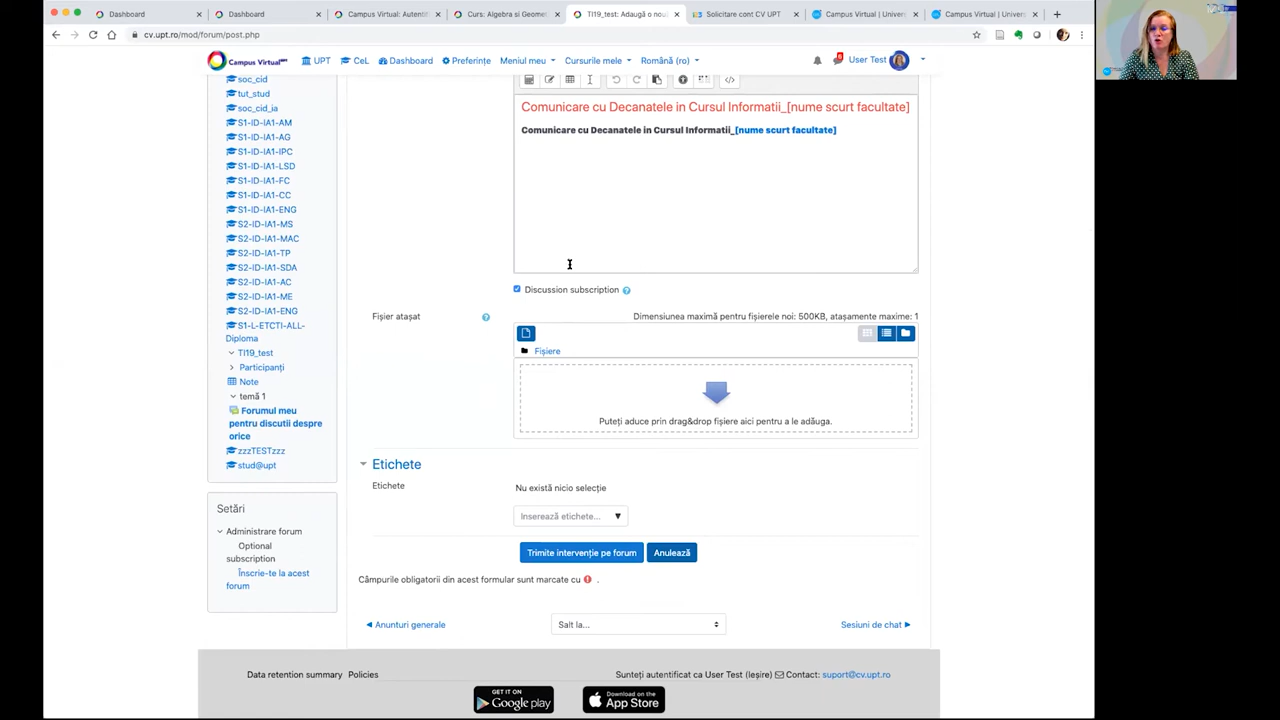 Dashboard
Dashboard
Campus Virtual: Autentifi
Curs: Algebra si Geomet
TI19_test: Adaugă o nou
Solicitare cont CV UPT
Campus Virtual | Univers
Campus Virtual | Univers
cv.upt.ro/mod/forum/post.php
Campus Virtual
UPT
CeL
Dashboard
Preferințe
Meniul meu
Cursurile mele
Română (ro)
User Test
soc_cid
tut_stud
soc_cid_ia
S1-ID-IA1-AM
S1-ID-IA1-AG
S1-ID-IA1-IPC
S1-ID-IA1-LSD
S1-ID-IA1-FC
S1-ID-IA1-CC
S1-ID-IA1-ENG
S2-ID-IA1-MS
S2-ID-IA1-MAC
S2-ID-IA1-TP
S2-ID-IA1-SDA
S2-ID-IA1-AC
S2-ID-IA1-ME
S2-ID-IA1-ENG
S1-L-ETCTI-ALL-
Diploma
TI19_test
Participanți
Note
temă 1
Forumul meu
pentru discutii despre
orice
zzzTESTzzz
stud@upt
Setări
Administrare forum
Optional
subscription
Înscrie-te la acest
forum
Comunicare cu Decanatele in Cursul Informatii_[nume scurt facultate]
Comunicare cu Decanatele in Cursul Informatii_[nume scurt facultate]
Discussion subscription
Fișier atașat
Dimensiunea maximă pentru fișierele noi: 500KB, atașamente maxime: 1
Fișiere
Puteți aduce prin drag&drop fișiere aici pentru a le adăuga.
Etichete
Etichete
Nu există nicio selecție
Inserează etichete... ▼
Trimite intervenție pe forum
Anulează
Câmpurile obligatorii din acest formular sunt marcate cu .
◄ Anunturi generale
Salt la...
Sesiuni de chat ►
Data retention summary
Policies
Sunteți autentificat ca User Test (Ieșire) Contact: suport@cv.upt.ro
GET IT ON
Google play
Download on the
App Store